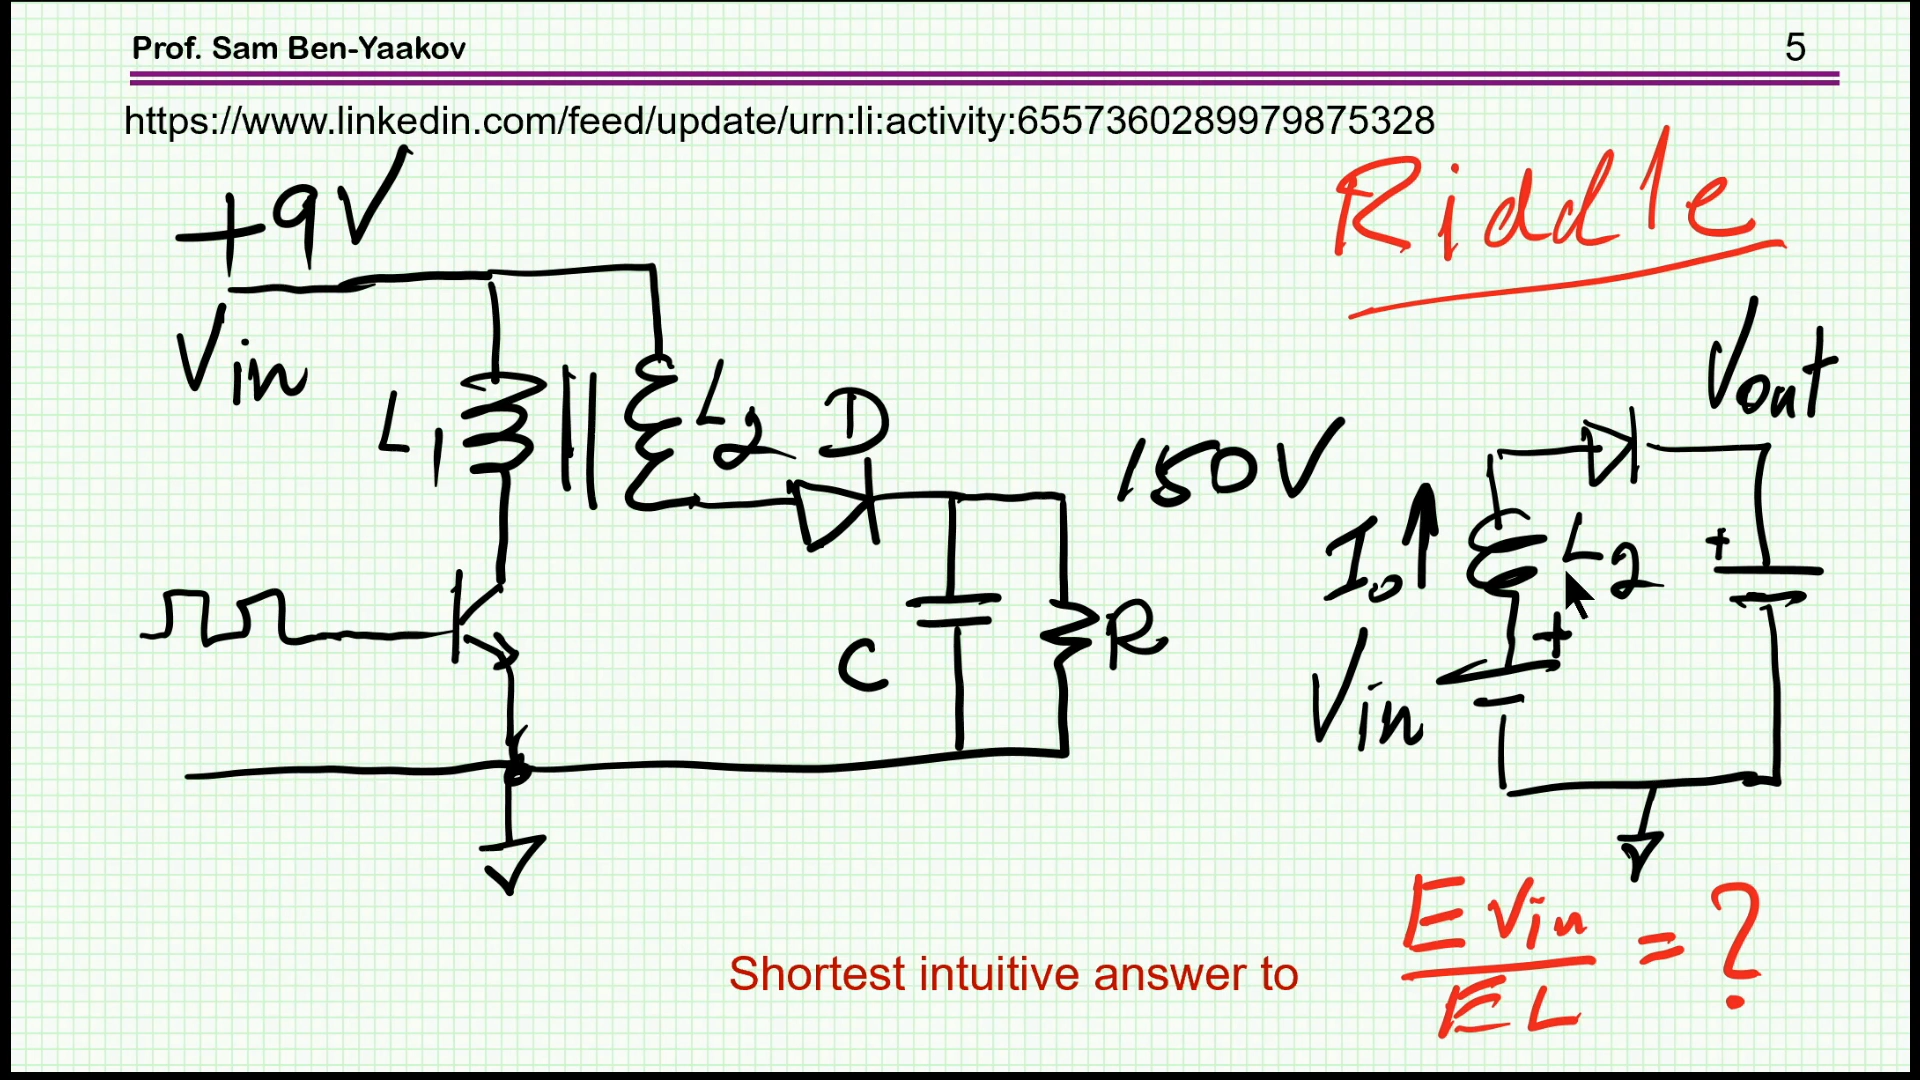 Prof. Sam Ben-Yaakov
5
https://www.linkedin.com/feed/update/urn:li:activity:6557360289979875328
Riddle
+9V
Vin
L1
L2
D
150V
C
R
Vout
Io
L2
+
+
Vin
Shortest intuitive answer to
EVin
= ?
EL